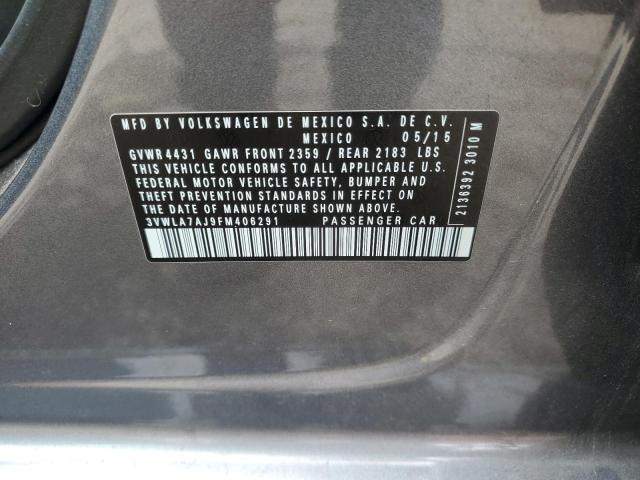 MFD BY VOLKSWAGEN DE MEXICO S.A. DE C.V.
MEXICO 05/15
GVWR 4431 GAWR FRONT 2359 / REAR 2183 LBS
THIS VEHICLE CONFORMS TO ALL APPLICABLE U.S.
FEDERAL MOTOR VEHICLE SAFETY, BUMPER AND
THEFT PREVENTION STANDARDS IN EFFECT ON
THE DATE OF MANUFACTURE SHOWN ABOVE.
3VWLA7AJ9FM406291 PASSENGER CAR
2136392 3010 M